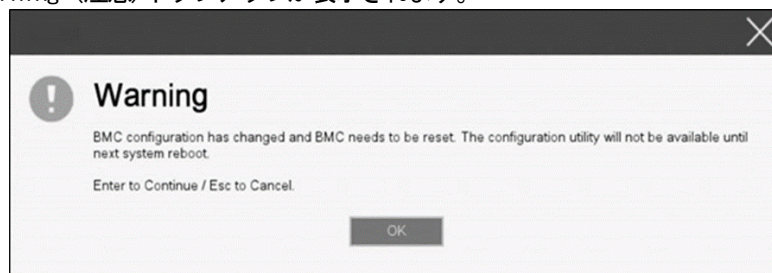 Warning
BMC configuration has changed and BMC needs to be reset. The configuration utility will not be available until
next system reboot.
Enter to Continue / Esc to Cancel.
OK